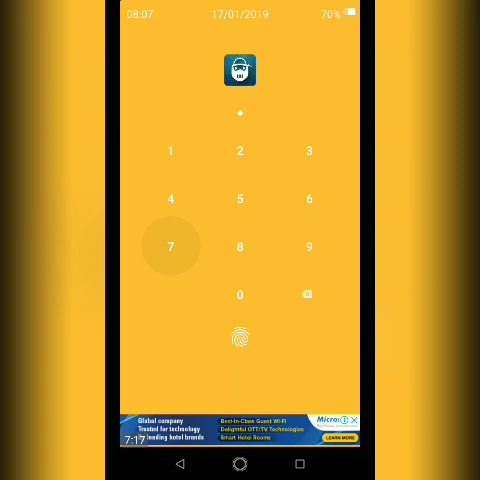 08:07 17/01/2019 70%
1 2 3
4 5 6
7 8 9
0
Global company
Trusted for technology
leading hotel brands
Best-in-Class Guest Wi-Fi
Delightful OTT/TV Technologies
Smart Hotel Rooms
LEARN MORE
7:17